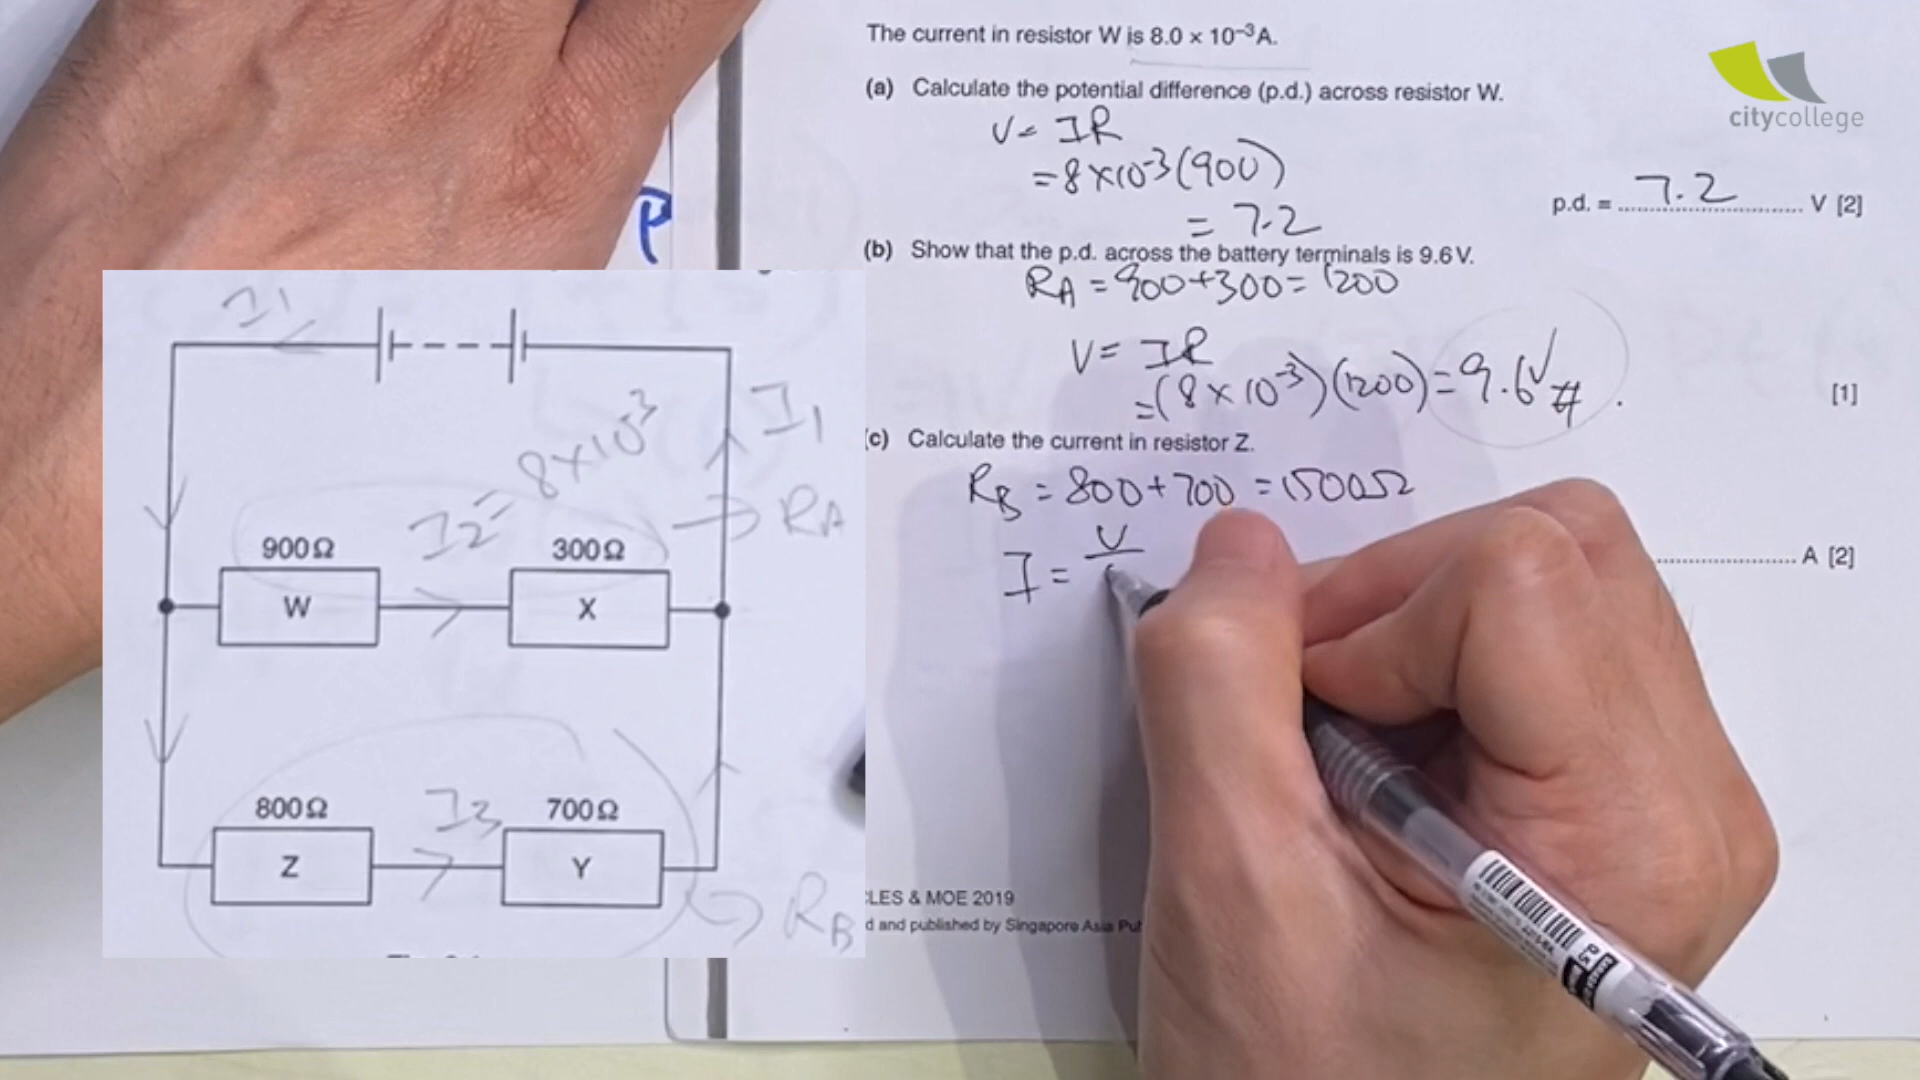 The current in resistor W is 8.0 × 10⁻³ A.
citycollege
(a) Calculate the potential difference (p.d.) across resistor W.
V = IR
= 8×10⁻³(900)
= 7.2
p.d. = 7.2 V [2]
(b) Show that the p.d. across the battery terminals is 9.6 V.
RA = 900+300 = 1200
V = IR
=(8×10⁻³)(1200)=9.6V # .
[1]
(c) Calculate the current in resistor Z.
RB = 800+700 = 1500Ω
I = V
A [2]
LES & MOE 2019
d and published by Singapore Asia Pu
P
I1
I1
I2 = 8×10⁻³
RA
900Ω
300Ω
W
X
I3
800Ω
700Ω
Z
Y
RB
0.5